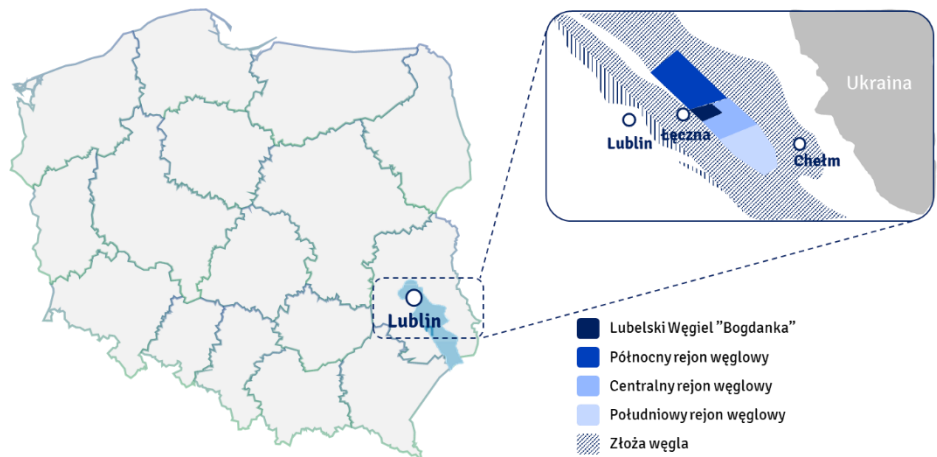 Lublin
Ukraina
Lublin
Łęczna
Chełm
Lubelski Węgiel ”Bogdanka”
Północny rejon węglowy
Centralny rejon węglowy
Południowy rejon węglowy
Złoża węgla